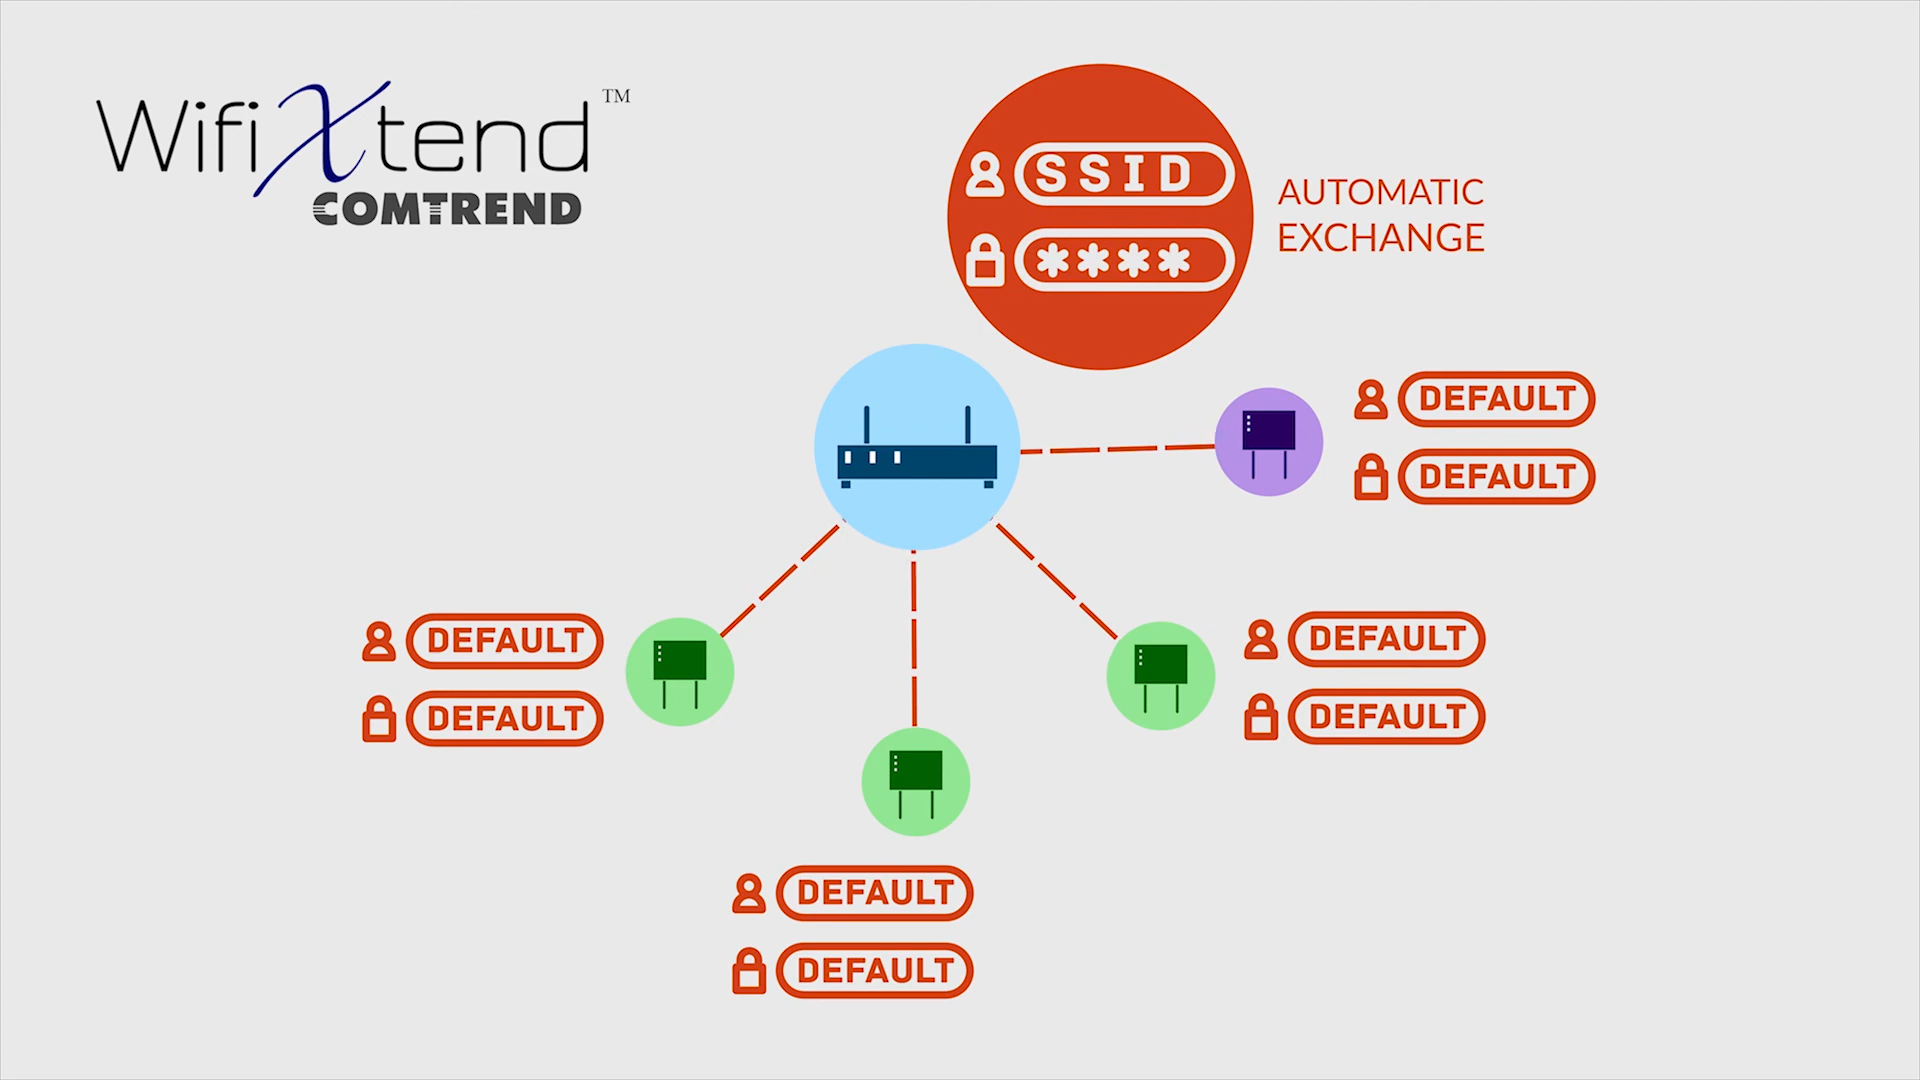 WifiXtend™
COMTREND
SSID
****
AUTOMATIC
EXCHANGE
DEFAULT
DEFAULT
DEFAULT
DEFAULT
DEFAULT
DEFAULT
DEFAULT
DEFAULT